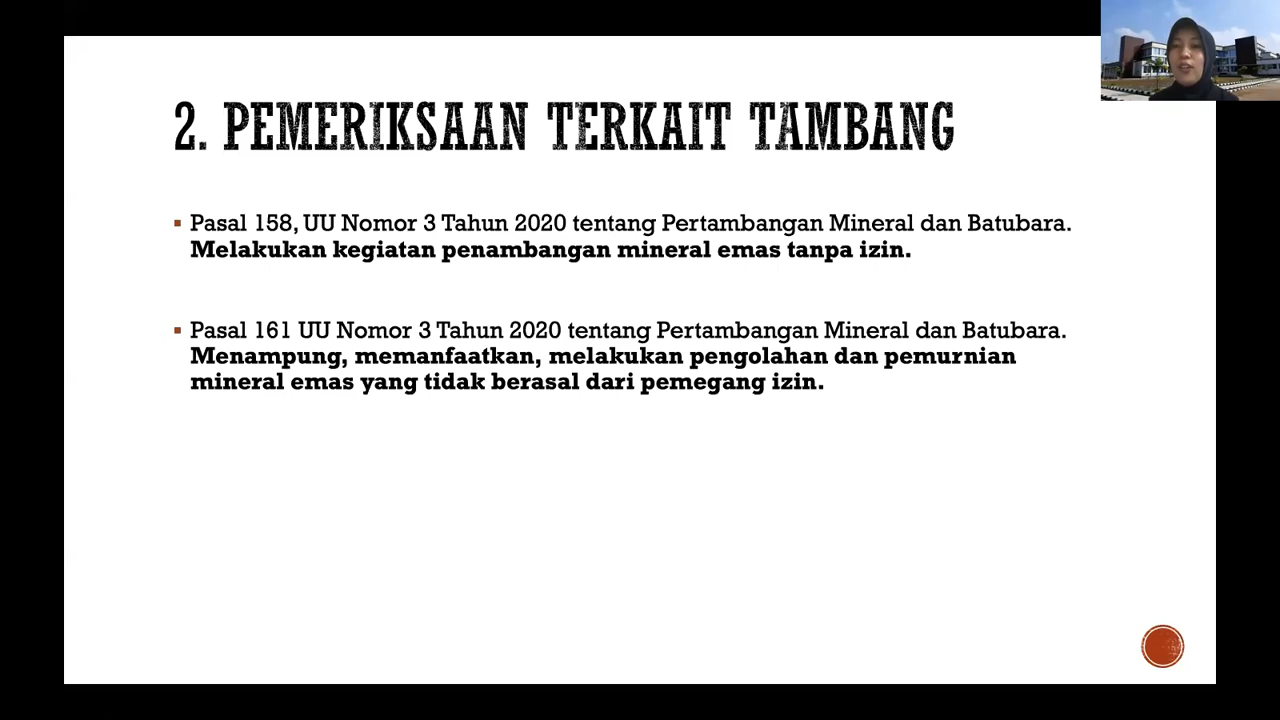 2. PEMERIKSAAN TERKAIT TAMBANG
Pasal 158, UU Nomor 3 Tahun 2020 tentang Pertambangan Mineral dan Batubara.
Melakukan kegiatan penambangan mineral emas tanpa izin.
Pasal 161 UU Nomor 3 Tahun 2020 tentang Pertambangan Mineral dan Batubara.
Menampung, memanfaatkan, melakukan pengolahan dan pemurnian
mineral emas yang tidak berasal dari pemegang izin.